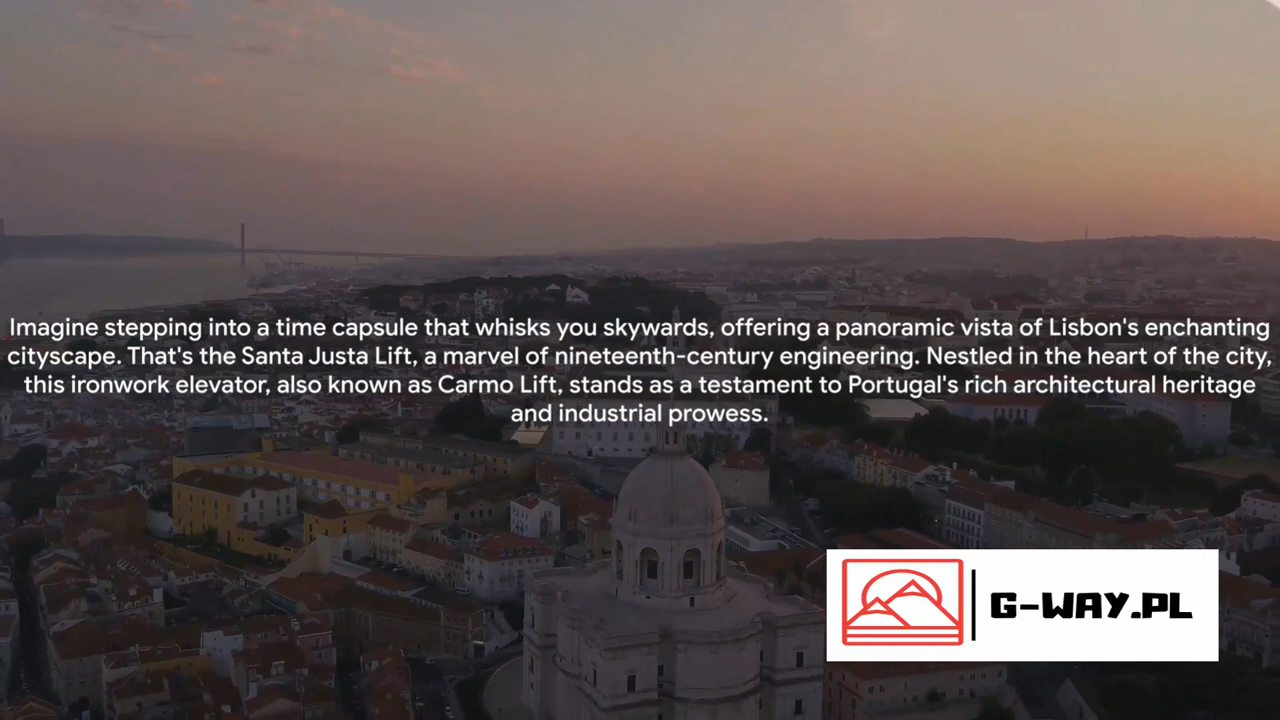 Imagine stepping into a time capsule that whisks you skywards, offering a panoramic vista of Lisbon's enchanting
cityscape. That's the Santa Justa Lift, a marvel of nineteenth-century engineering. Nestled in the heart of the city,
this ironwork elevator, also known as Carmo Lift, stands as a testament to Portugal's rich architectural heritage
and industrial prowess.
G-WAY.PL